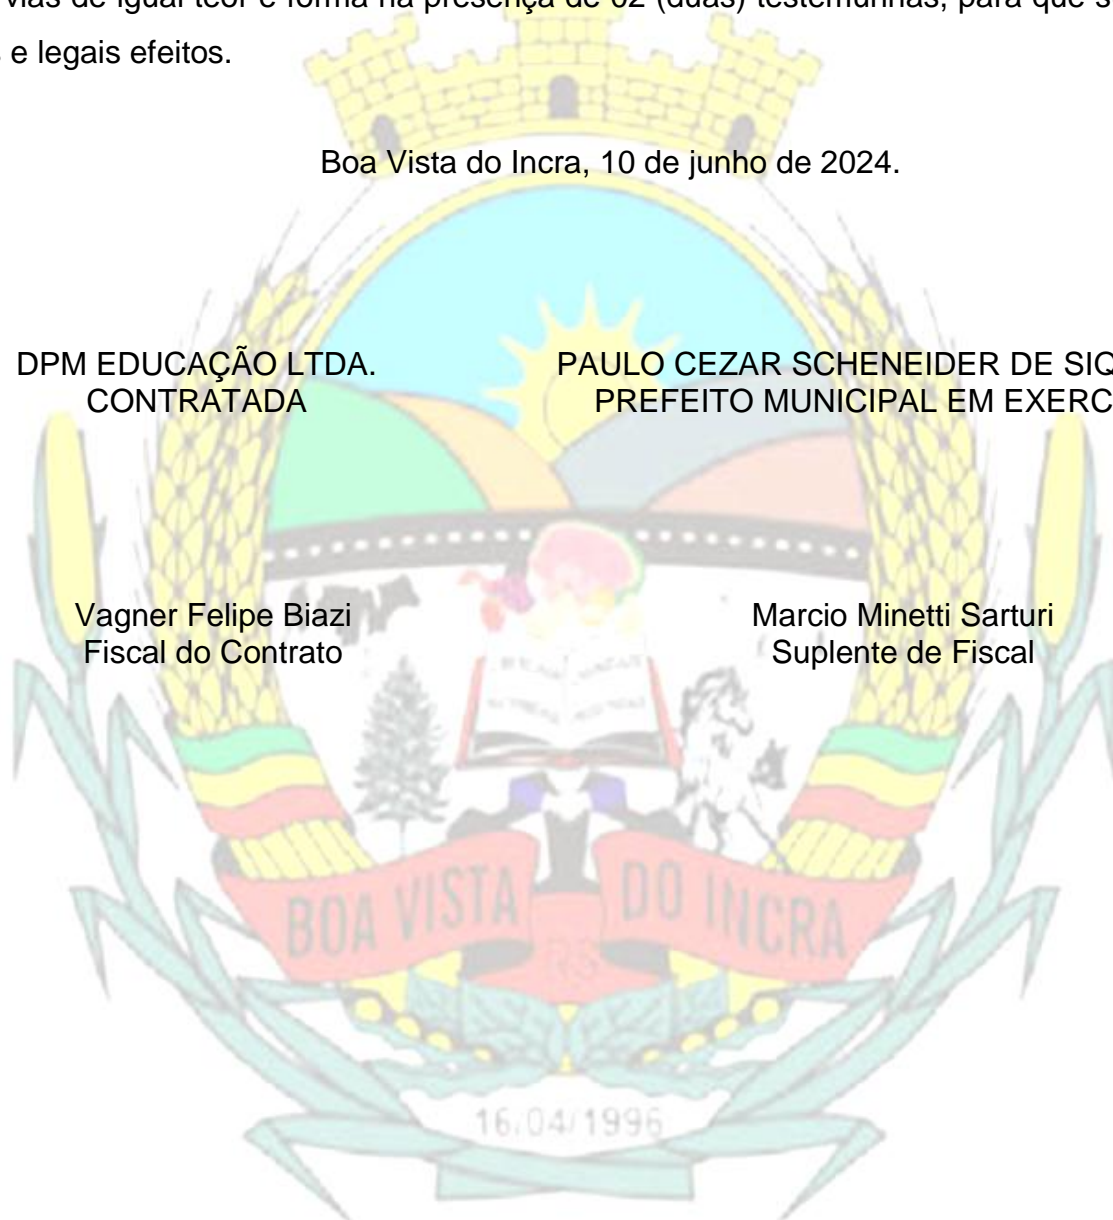 vias de igual teor e forma na presença de 02 (duas) testemunhas, para que s
e legais efeitos.
Boa Vista do Incra, 10 de junho de 2024.
DPM EDUCAÇÃO LTDA.
CONTRATADA
PAULO CEZAR SCHENEIDER DE SIQ
PREFEITO MUNICIPAL EM EXERC
Vagner Felipe Biazi
Fiscal do Contrato
Marcio Minetti Sarturi
Suplente de Fiscal
BOA VISTA DO INCRA
RS
16/04/1996